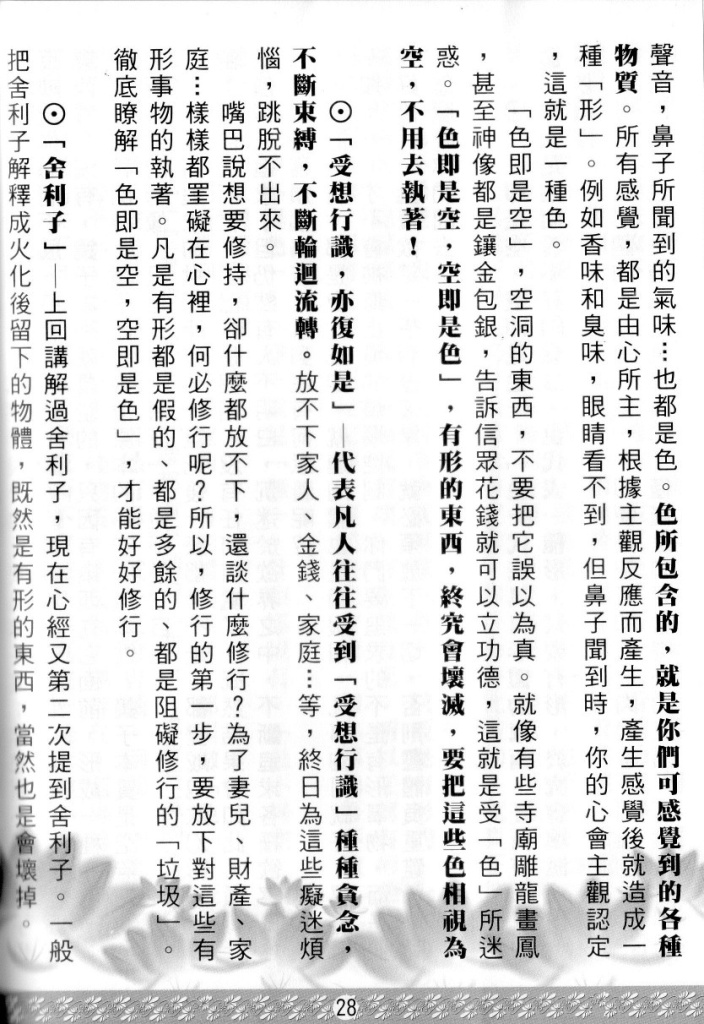 聲音，鼻子所聞到的氣味…也都是色。色所包含的，就是你們可感覺到的各種
物質。所有感覺，都是由心所主，根據主觀反應而產生，產生感覺後就造成一
種「形」。例如香味和臭味，眼睛看不到，但鼻子聞到時，你的心會主觀認定
，這就是一種色。
「色即是空」，空洞的東西，不要把它誤以為真。就像有些寺廟雕龍畫鳳
，甚至神像都是鑲金包銀，告訴信眾花錢就可以立功德，這就是受「色」所迷
惑。「色即是空，空即是色」，有形的東西，終究會壞滅，要把這些色相視為
空，不用去執著！
⊙「受想行識，亦復如是」—代表凡人往往受到「受想行識」種種貪念，
不斷束縛，不斷輪迴流轉。放不下家人、金錢、家庭…等，終日為這些癡迷煩
惱，跳脫不出來。
嘴巴說想要修持，卻什麼都放不下，還談什麼修行？為了妻兒、財產、家
庭…樣樣都罣礙在心裡，何必修行呢？所以，修行的第一步，要放下對這些有
形事物的執著。凡是有形都是假的、都是多餘的、都是阻礙修行的「垃圾」。
徹底瞭解「色即是空，空即是色」，才能好好修行。
⊙「舍利子」—上回講解過舍利子，現在心經又第二次提到舍利子。一般
把舍利子解釋成火化後留下的物體，既然是有形的東西，當然也是會壞掉。
28